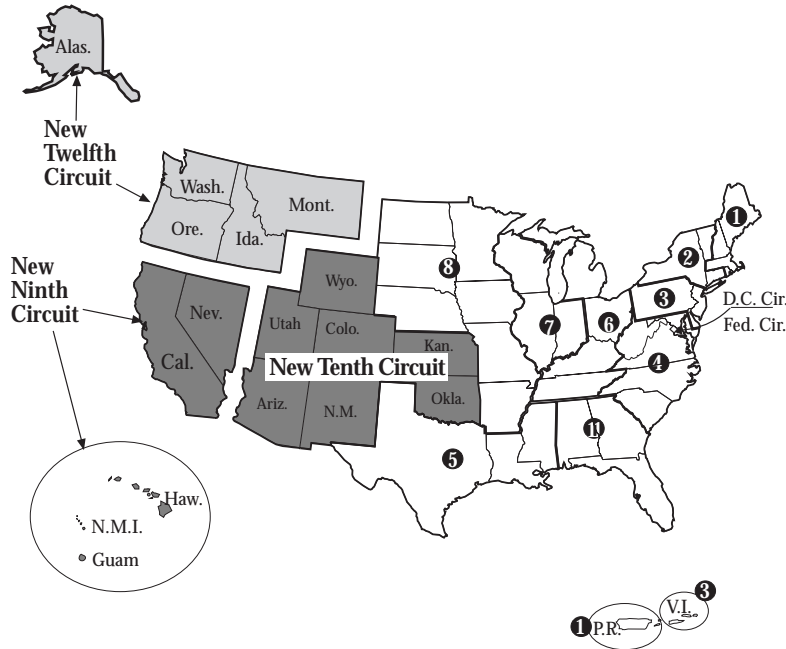 Alas.
New
Twelfth
Circuit
Wash.
Mont.
Ore.
Ida.
New
Ninth
Circuit
Nev.
Cal.
Wyo.
Utah
Colo.
Kan.
New Tenth Circuit
Ariz.
N.M.
Okla.
8
7
6
5
11
4
3
2
1
D.C. Cir.
Fed. Cir.
Haw.
N.M.I.
Guam
1 P.R.
V.I. 3